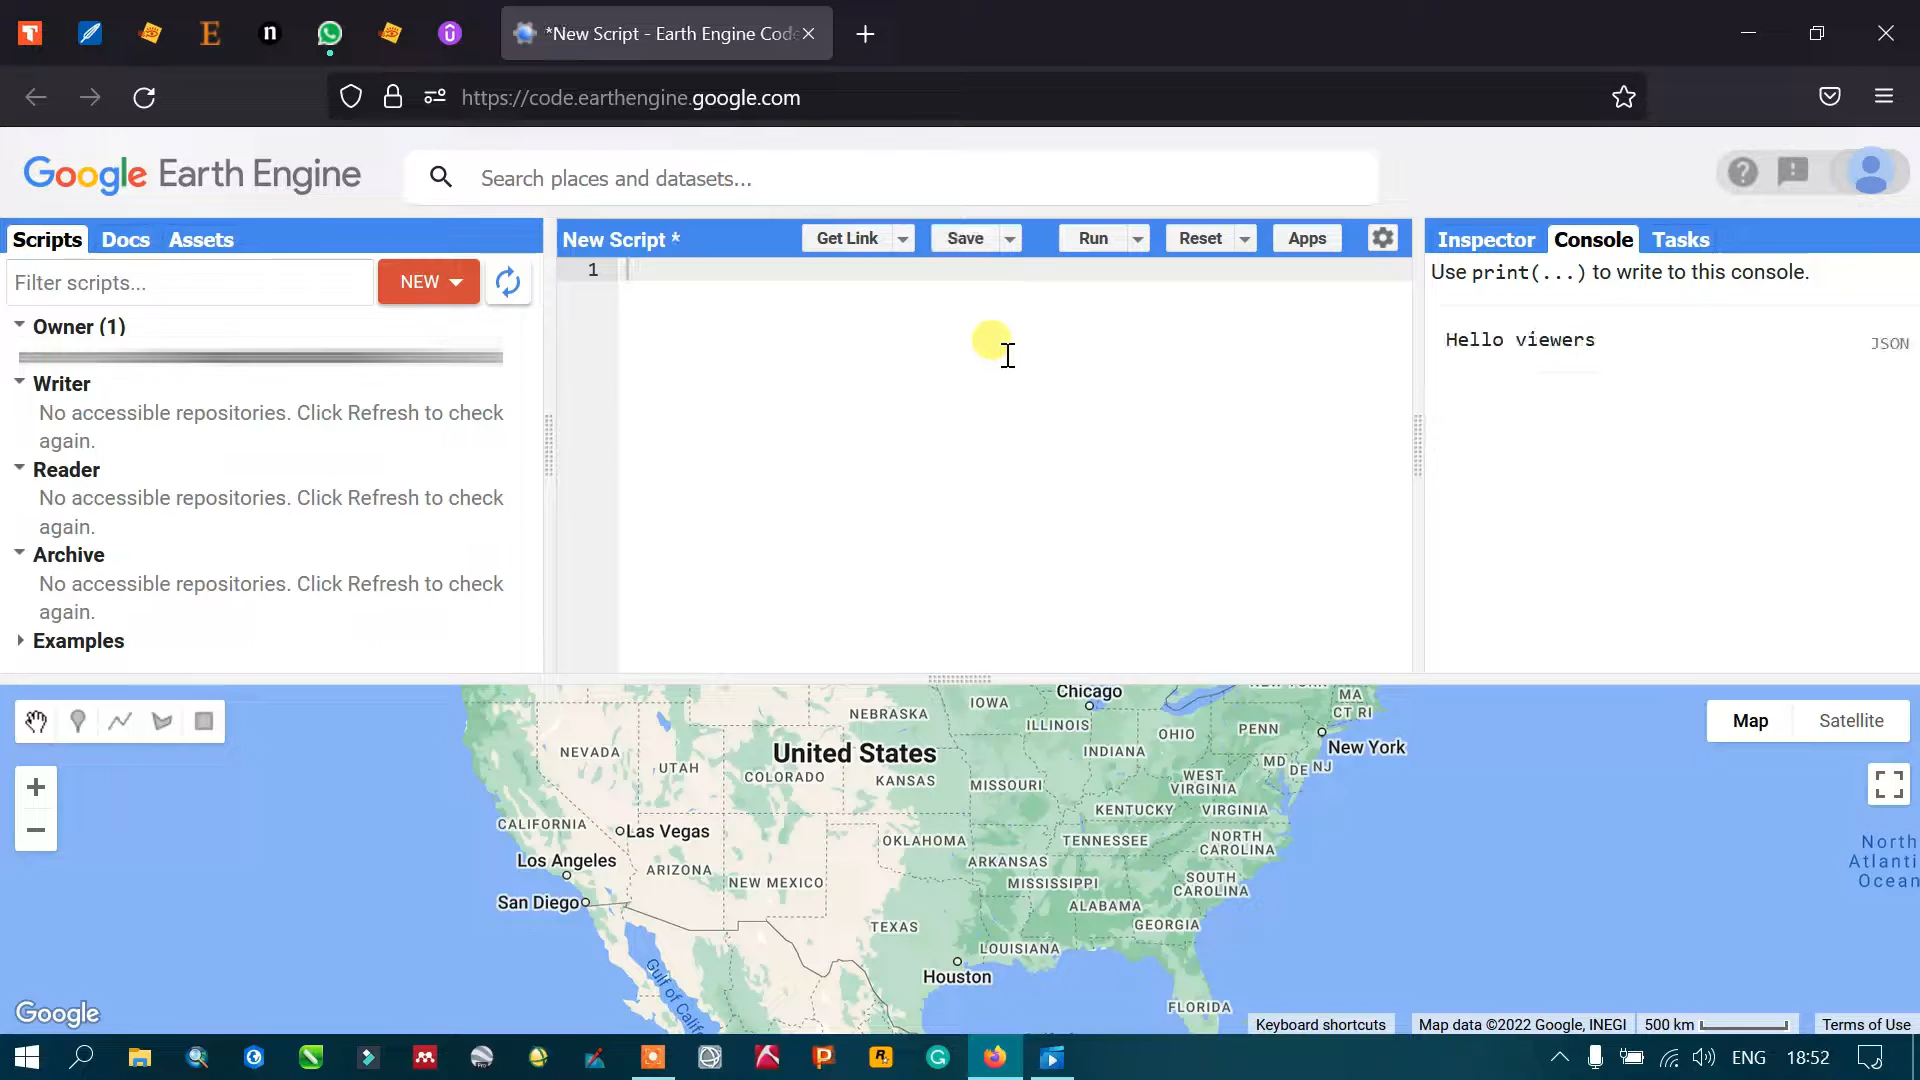 *New Script - Earth Engine Cod
https://code.earthengine.google.com
Google Earth Engine
Search places and datasets...
Scripts Docs Assets
New Script *
Get Link
Save
Run
Reset
Apps
Inspector Console Tasks
Filter scripts...
NEW
1
Use print(...) to write to this console.
Hello viewers
JSON
Owner (1)
Writer
No accessible repositories. Click Refresh to check
again.
Reader
No accessible repositories. Click Refresh to check
again.
Archive
No accessible repositories. Click Refresh to check
again.
Examples
Map
Satellite
Chicago
IOWA
NEBRASKA
ILLINOIS
MA
CT RI
PENN
OHIO
INDIANA
New York
NEVADA
United States
UTAH
COLORADO
KANSAS
MISSOURI
MD
DE
NJ
WEST
VIRGINIA
KENTUCKY
VIRGINIA
CALIFORNIA
Las Vegas
OKLAHOMA
TENNESSEE
NORTH
CAROLINA
North
Atlanti
Ocean
Los Angeles
ARIZONA
NEW MEXICO
ARKANSAS
MISSISSIPPI
SOUTH
CAROLINA
San Diego
ALABAMA
TEXAS
GEORGIA
LOUISIANA
Houston
Gulf of Calif
FLORIDA
Google
Keyboard shortcuts
Map data ©2022 Google, INEGI
500 km
Terms of Use
ENG
18:52